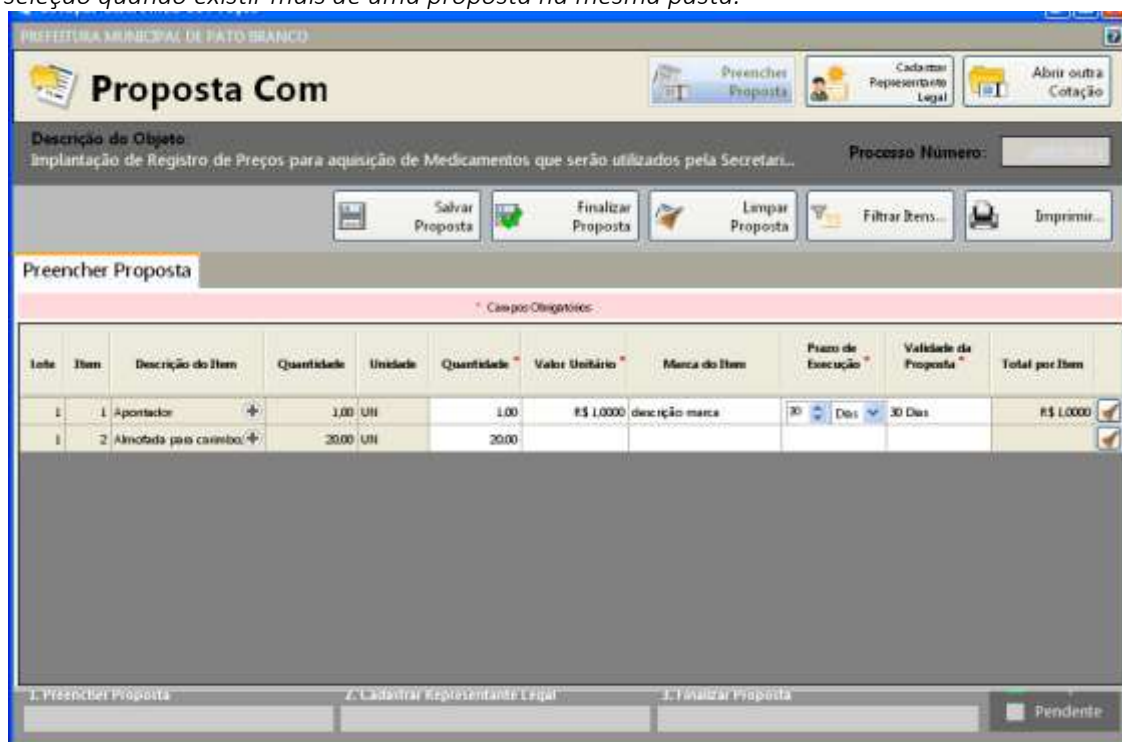 seleção quando existir mais de uma proposta na mesma pasta.
PREFEITURA MUNICIPAL DE PATO BRANCO
Proposta Com
Preencher Proposta
Cadastrar Representante Legal
Abrir outra Cotação
Descrição do Objeto:
Implantação de Registro de Preços para aquisição de Medicamentos que serão utilizados pela Secretari...
Processo Número:
Salvar Proposta
Finalizar Proposta
Limpar Proposta
Filtrar Itens...
Imprimir...
Preencher Proposta
* Campos Obrigatórios
Lote Item Descrição do Item Quantidade Unidade Quantidade * Valor Unitário * Marca do Item Prazo de Execução * Validade da Proposta * Total por Item
1 1 Apontador 1,00 UN 1,00 R$ 1,0000 descrição marca 30 Dias 30 Dias R$ 1,0000
1 2 Almofada para carimbo, 20,00 UN 20,00
1. Preencher Proposta 2. Cadastrar Representante Legal 3. Finalizar Proposta
Pendente